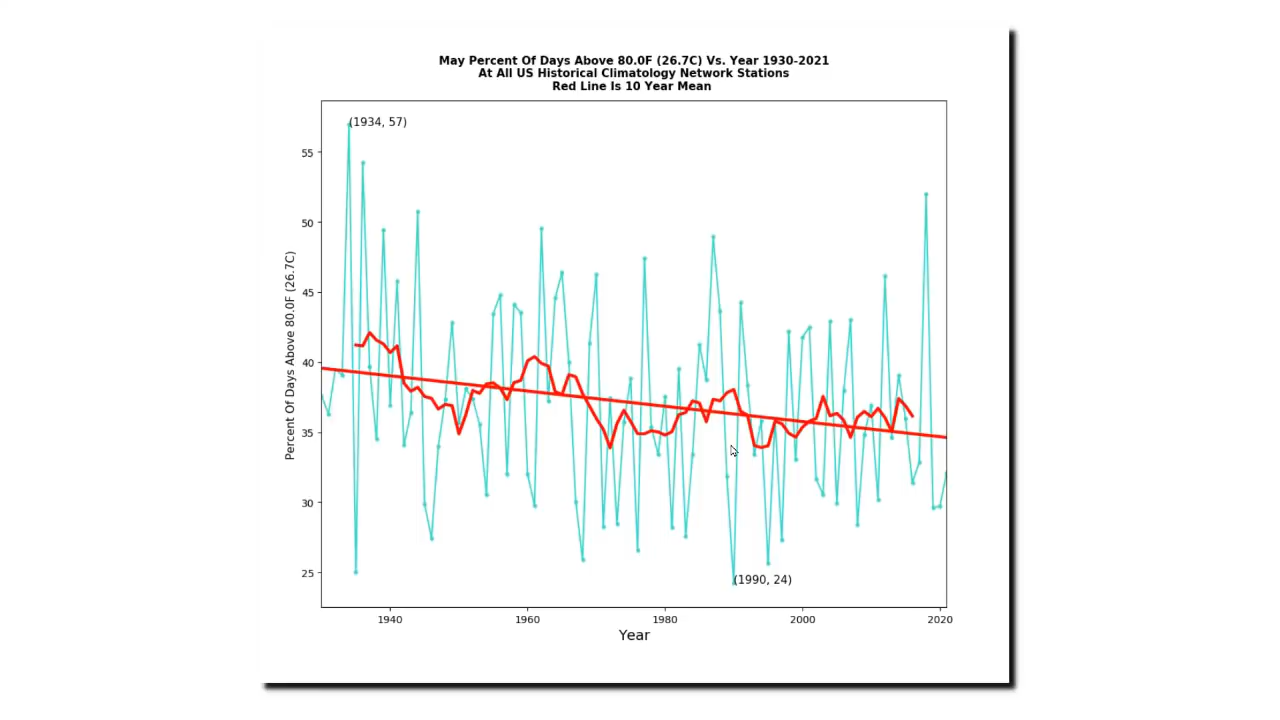 May Percent Of Days Above 80.0F (26.7C) Vs. Year 1930-2021
At All US Historical Climatology Network Stations
Red Line Is 10 Year Mean
(1934, 57)
55
50
45
40
35
30
25
Percent Of Days Above 80.0F (26.7C)
(1990, 24)
1940 1960 1980 2000 2020
Year